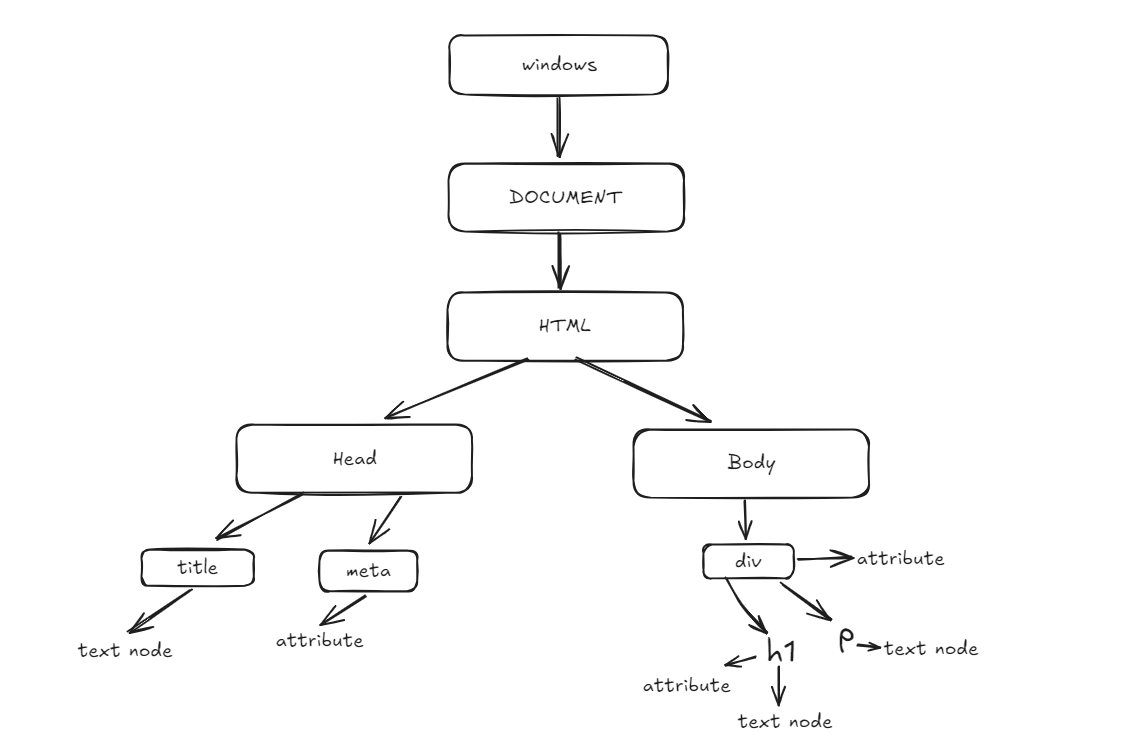 windows
DOCUMENT
HTML
Head
Body
title
meta
div
attribute
text node
attribute
h1
p
text node
attribute
text node